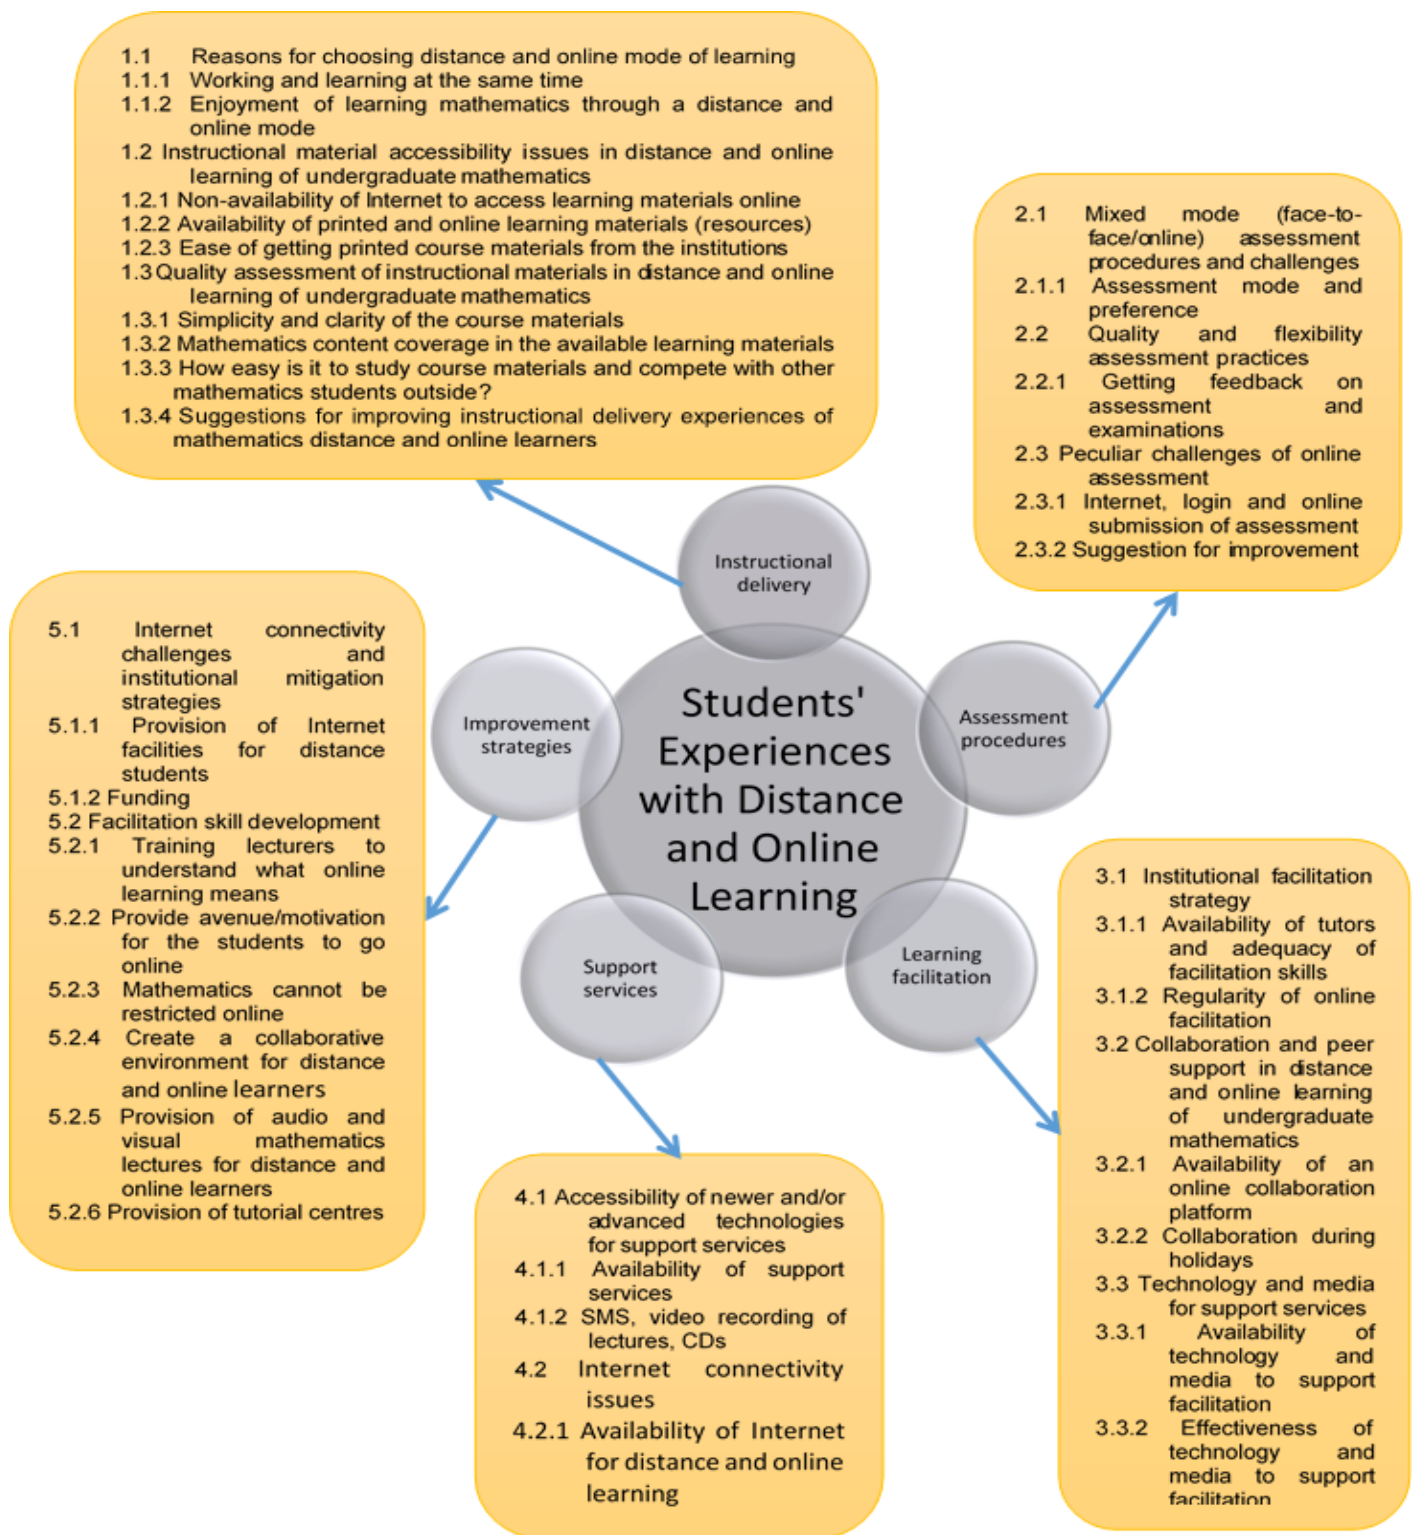 1.1 Reasons for choosing distance and online mode of learning
1.1.1 Working and learning at the same time
1.1.2 Enjoyment of learning mathematics through a distance and
online mode
1.2 Instructional material accessibility issues in distance and online
learning of undergraduate mathematics
1.2.1 Non-availability of Internet to access learning materials online
1.2.2 Availability of printed and online learning materials (resources)
1.2.3 Ease of getting printed course materials from the institutions
1.3 Quality assessment of instructional materials in distance and online
learning of undergraduate mathematics
1.3.1 Simplicity and clarity of the course materials
1.3.2 Mathematics content coverage in the available learning materials
1.3.3 How easy is it to study course materials and compete with other
mathematics students outside?
1.3.4 Suggestions for improving instructional delivery experiences of
mathematics distance and online learners
2.1 Mixed mode (face-to-
face/online) assessment
procedures and challenges
2.1.1 Assessment mode and
preference
2.2 Quality and flexibility
assessment practices
2.2.1 Getting feedback on
assessment and
examinations
2.3 Peculiar challenges of online
assessment
2.3.1 Internet, login and online
submission of assessment
2.3.2 Suggestion for improvement
Instructional
delivery
Assessment
procedures
Improvement
strategies
Students'
Experiences
with Distance
and Online
Learning
Support
services
Learning
facilitation
5.1 Internet connectivity
challenges and
institutional mitigation
strategies
5.1.1 Provision of Internet
facilities for distance
students
5.1.2 Funding
5.2 Facilitation skill development
5.2.1 Training lecturers to
understand what online
learning means
5.2.2 Provide avenue/motivation
for the students to go
online
5.2.3 Mathematics cannot be
restricted online
5.2.4 Create a collaborative
environment for distance
and online learners
5.2.5 Provision of audio and
visual mathematics
lectures for distance and
online learners
5.2.6 Provision of tutorial centres
4.1 Accessibility of newer and/or
advanced technologies
for support services
4.1.1 Availability of support
services
4.1.2 SMS, video recording of
lectures, CDs
4.2 Internet connectivity
issues
4.2.1 Availability of Internet
for distance and online
learning
3.1 Institutional facilitation
strategy
3.1.1 Availability of tutors
and adequacy of
facilitation skills
3.1.2 Regularity of online
facilitation
3.2 Collaboration and peer
support in distance
and online learning
of undergraduate
mathematics
3.2.1 Availability of an
online collaboration
platform
3.2.2 Collaboration during
holidays
3.3 Technology and media
for support services
3.3.1 Availability of
technology and
media to support
facilitation
3.3.2 Effectiveness of
technology and
media to support
facilitation